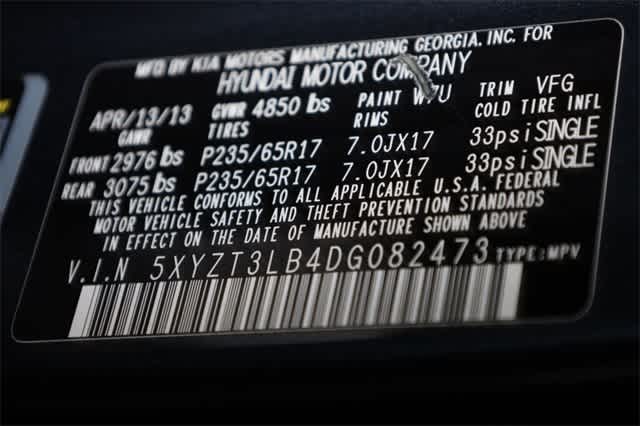 MFD. BY KIA MOTORS MANUFACTURING GEORGIA. INC. FOR
HYUNDAI MOTOR COMPANY
APR/13/13 GVWR 4850 lbs PAINT W7U TRIM VFG
GAWR TIRES RIMS COLD TIRE INFL
FRONT 2976 lbs P235/65R17 7.0JX17 33psi SINGLE
REAR 3075 lbs P235/65R17 7.0JX17 33psi SINGLE
THIS VEHICLE CONFORMS TO ALL APPLICABLE U.S.A. FEDERAL
MOTOR VEHICLE SAFETY AND THEFT PREVENTION STANDARDS
IN EFFECT ON THE DATE OF MANUFACTURE SHOWN ABOVE
V.I.N 5XYZT3LB4DG082473 TYPE:MPV